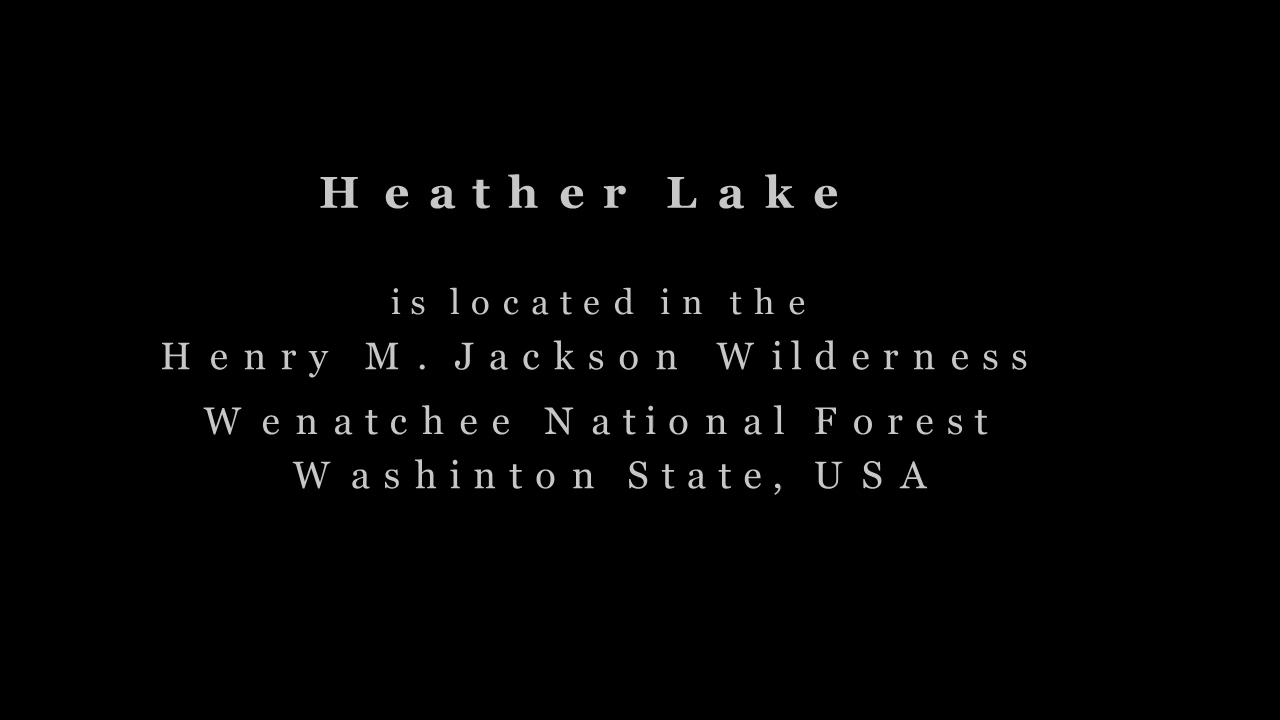 Heather Lake
is located in the
Henry M. Jackson Wilderness
Wenatchee National Forest
Washinton State, USA